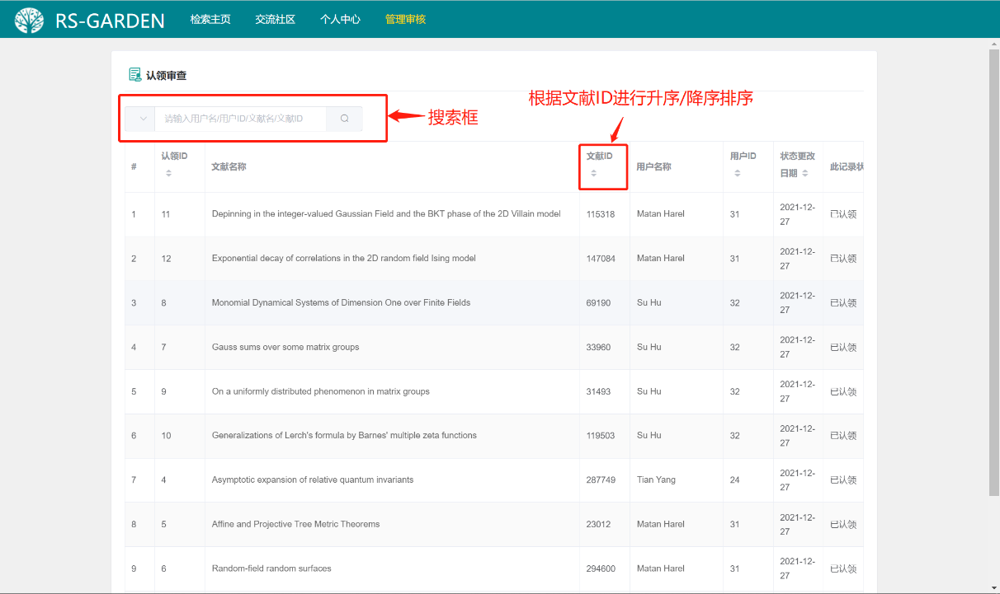 RS-GARDEN 检索主页 交流社区 个人中心 管理审核
认领审查
根据文献ID进行升序/降序排序
请输入用户名/用户ID/文献名/文献ID
搜索框
# 认领ID 文献名称 文献ID 用户名称 用户ID 状态更改日期 此记录状
1 11 Depinning in the integer-valued Gaussian Field and the BKT phase of the 2D Villain model 115318 Matan Harel 31 2021-12-27 已认领
2 12 Exponential decay of correlations in the 2D random field Ising model 147084 Matan Harel 31 2021-12-27 已认领
3 8 Monomial Dynamical Systems of Dimension One over Finite Fields 69190 Su Hu 32 2021-12-27 已认领
4 7 Gauss sums over some matrix groups 33960 Su Hu 32 2021-12-27 已认领
5 9 On a uniformly distributed phenomenon in matrix groups 31493 Su Hu 32 2021-12-27 已认领
6 10 Generalizations of Lerch's formula by Barnes' multiple zeta functions 119503 Su Hu 32 2021-12-27 已认领
7 4 Asymptotic expansion of relative quantum invariants 287749 Tian Yang 24 2021-12-27 已认领
8 5 Affine and Projective Tree Metric Theorems 23012 Matan Harel 31 2021-12-27 已认领
9 6 Random-field random surfaces 294600 Matan Harel 31 2021-12-27 已认领